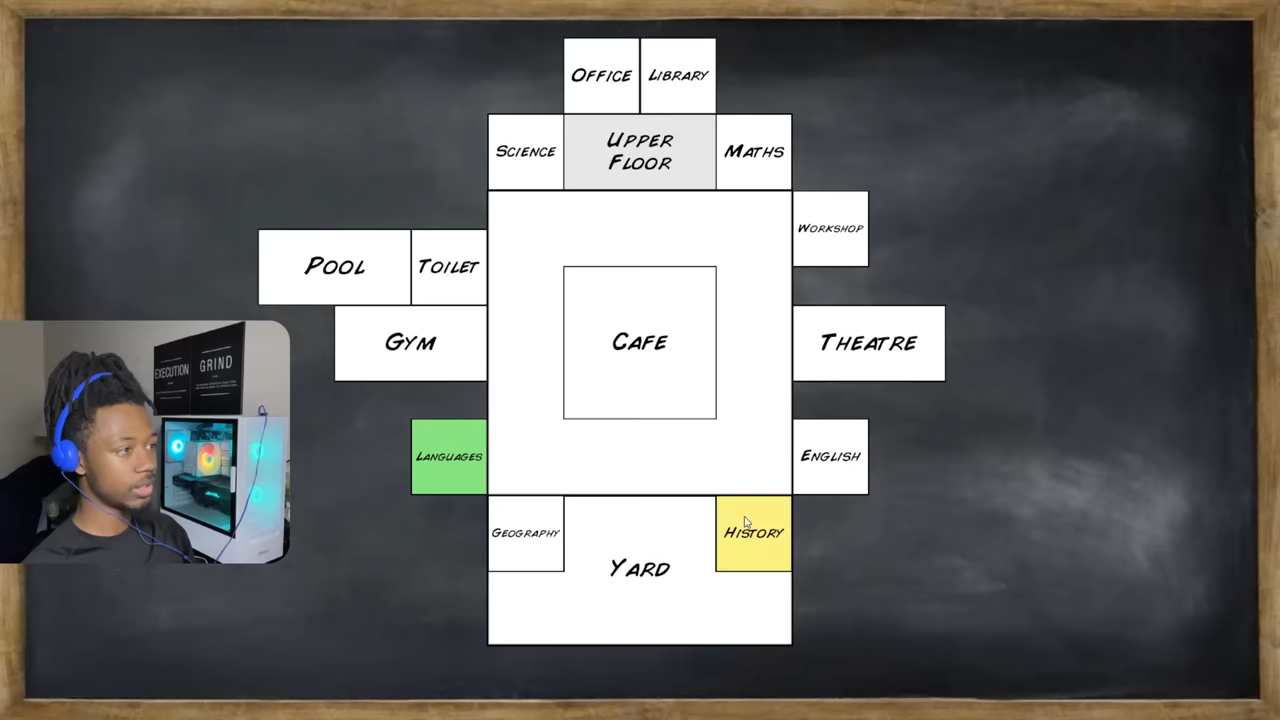 OFFICE
LIBRARY
SCIENCE
UPPER
FLOOR
MATHS
WORKSHOP
POOL
TOILET
GYM
CAFE
THEATRE
LANGUAGES
ENGLISH
GEOGRAPHY
HISTORY
YARD
EXECUTION
GRIND